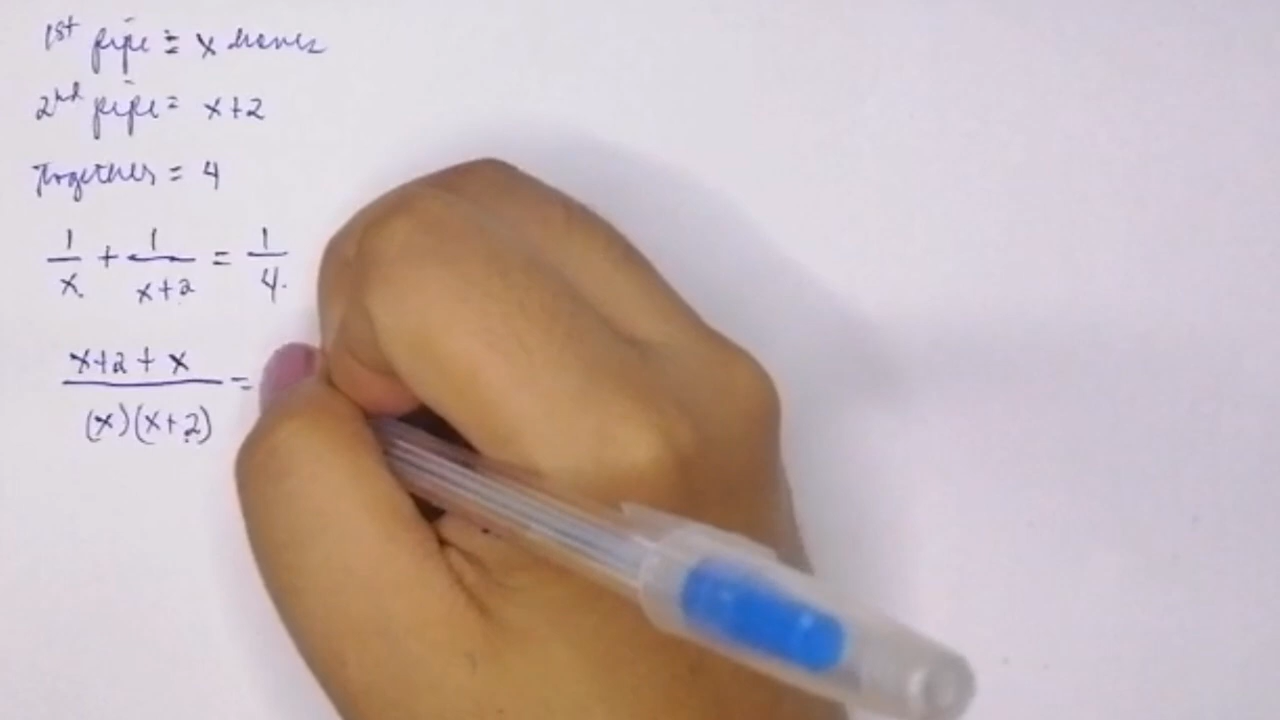 1st pipe = x hours
2nd pipe = x+2
Together = 4
1/x + 1/(x+2) = 1/4
x+2 + x / (x)(x+2) =